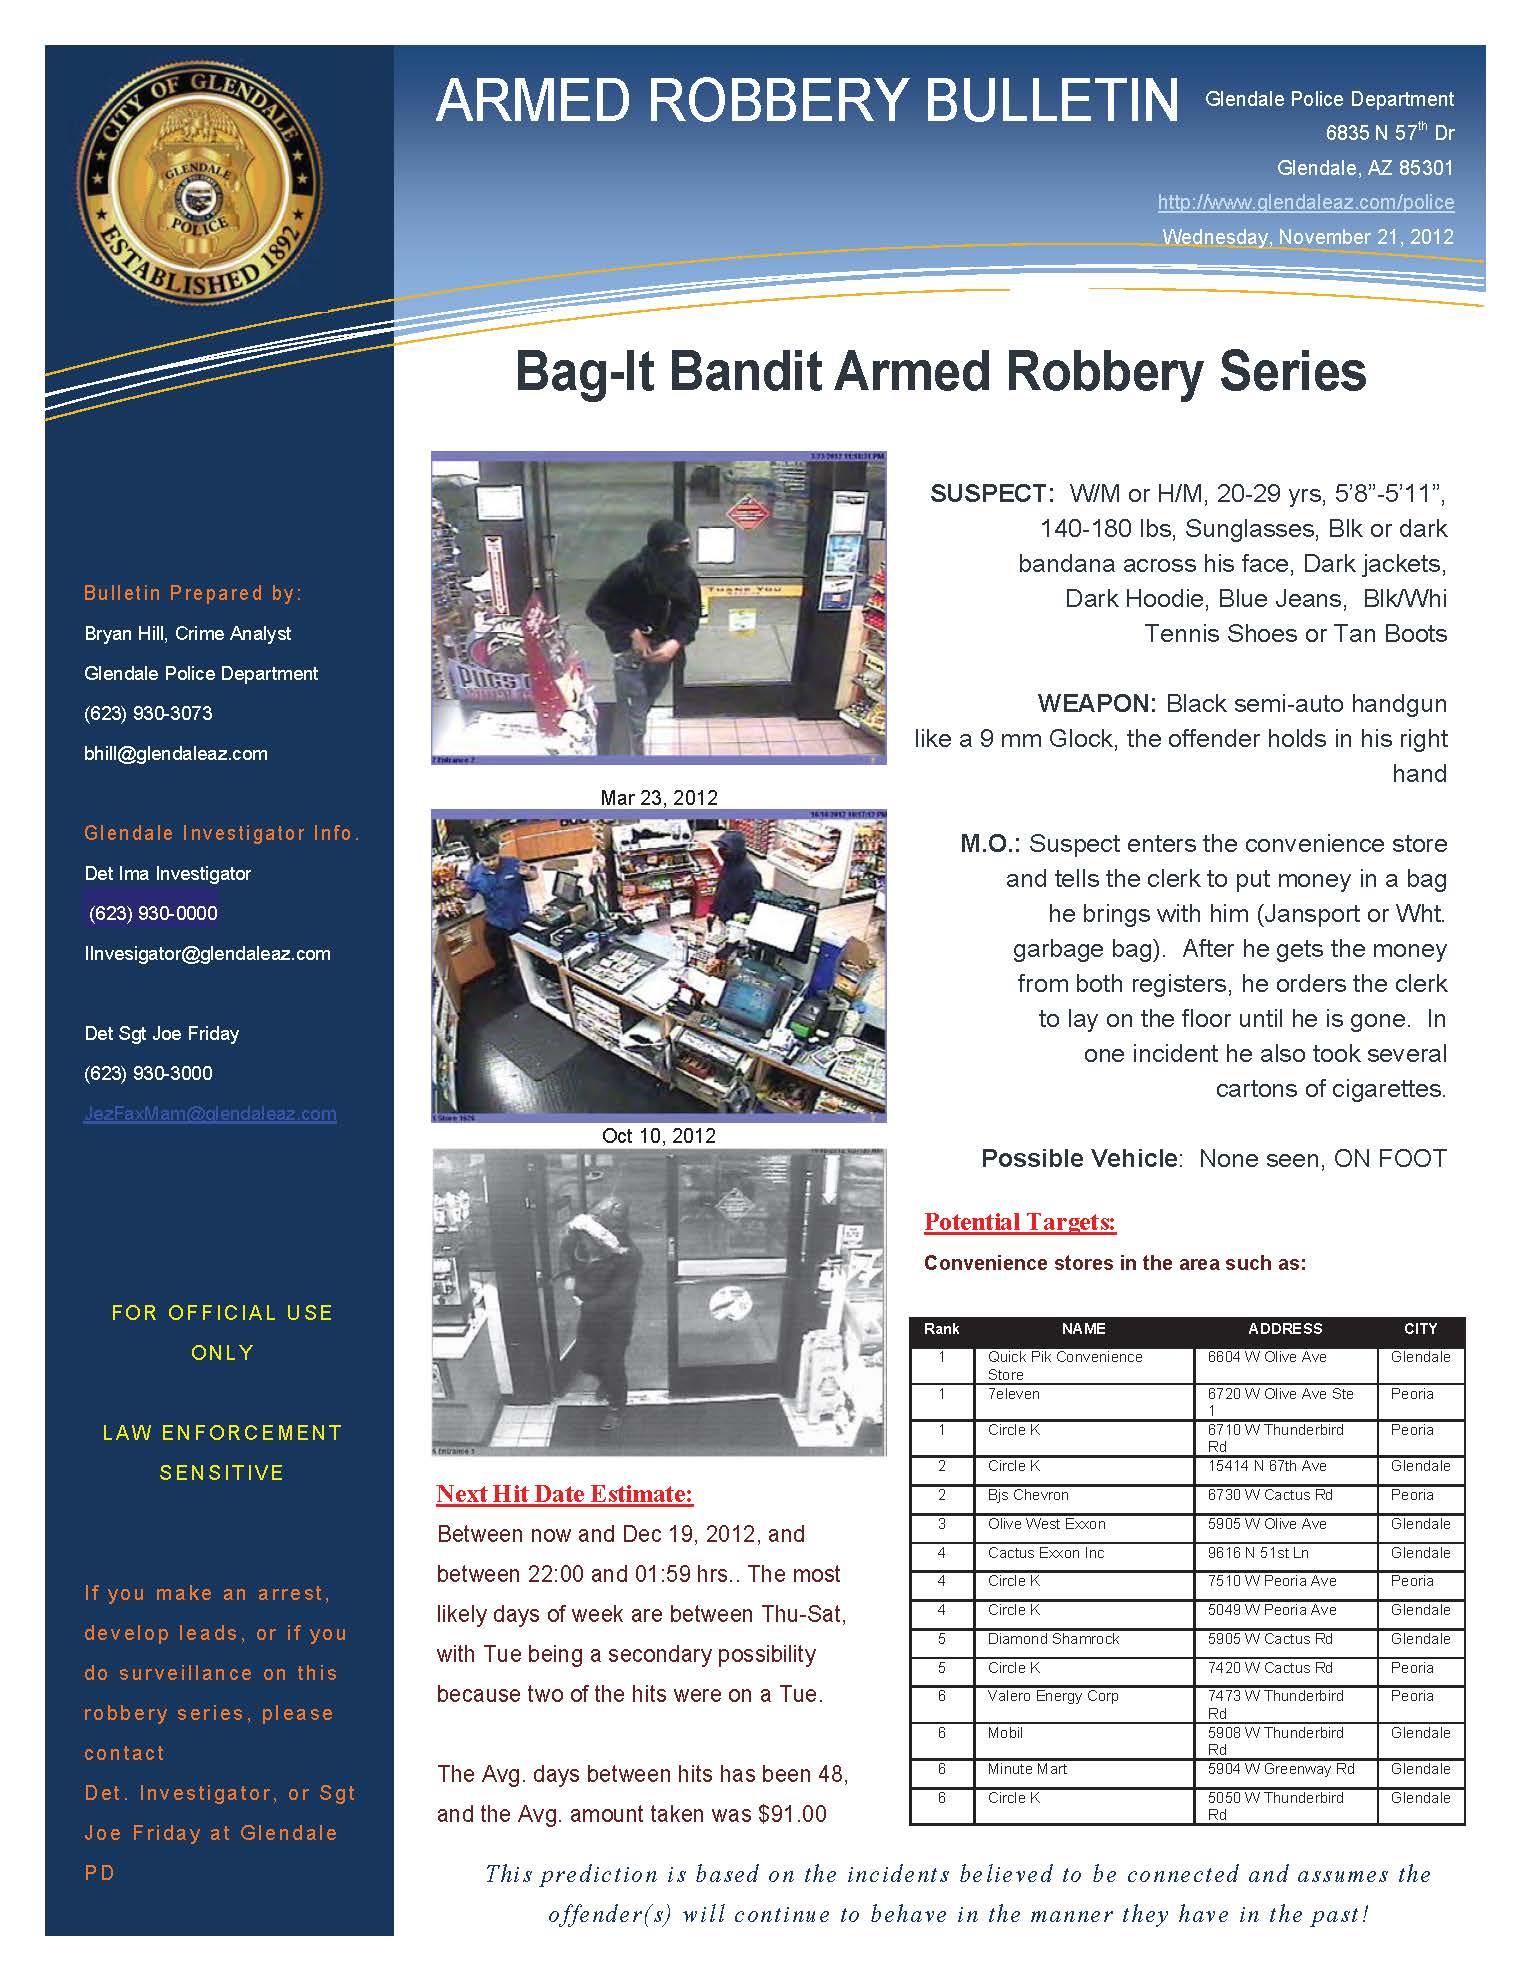 CITY OF GLENDALE
GLENDALE
POLICE
ESTABLISHED 1892
ARMED ROBBERY BULLETIN
Glendale Police Department
6835 N 57th Dr
Glendale, AZ 85301
http://www.glendaleaz.com/police
Wednesday, November 21, 2012
Bulletin Prepared by:
Bryan Hill, Crime Analyst
Glendale Police Department
(623) 930-3073
bhill@glendaleaz.com
Glendale Investigator Info.
Det Ima Investigator
(623) 930-0000
IInvesigator@glendaleaz.com
Det Sgt Joe Friday
(623) 930-3000
JezFaxMam@glendaleaz.com
FOR OFFICIAL USE
ONLY
LAW ENFORCEMENT
SENSITIVE
If you make an arrest,
develop leads, or if you
do surveillance on this
robbery series, please
contact
Det. Investigator, or Sgt
Joe Friday at Glendale
PD
Bag-It Bandit Armed Robbery Series
THANK YOU
Mar 23, 2012
Oct 10, 2012
SUSPECT: W/M or H/M, 20-29 yrs, 5’8”-5’11”,
140-180 lbs, Sunglasses, Blk or dark
bandana across his face, Dark jackets,
Dark Hoodie, Blue Jeans, Blk/Whi
Tennis Shoes or Tan Boots
WEAPON: Black semi-auto handgun
like a 9 mm Glock, the offender holds in his right
hand
M.O.: Suspect enters the convenience store
and tells the clerk to put money in a bag
he brings with him (Jansport or Wht.
garbage bag). After he gets the money
from both registers, he orders the clerk
to lay on the floor until he is gone. In
one incident he also took several
cartons of cigarettes.
Possible Vehicle: None seen, ON FOOT
Next Hit Date Estimate:
Between now and Dec 19, 2012, and
between 22:00 and 01:59 hrs.. The most
likely days of week are between Thu-Sat,
with Tue being a secondary possibility
because two of the hits were on a Tue.
The Avg. days between hits has been 48,
and the Avg. amount taken was $91.00
Potential Targets:
Convenience stores in the area such as:
Rank NAME ADDRESS CITY
1 Quick Pik Convenience Store 6604 W Olive Ave Glendale
1 7eleven 6720 W Olive Ave Ste 1 Peoria
1 Circle K 6710 W Thunderbird Rd Peoria
2 Circle K 15414 N 67th Ave Glendale
2 Bjs Chevron 6730 W Cactus Rd Peoria
3 Olive West Exxon 5905 W Olive Ave Glendale
4 Cactus Exxon Inc 9616 N 51st Ln Glendale
4 Circle K 7510 W Peoria Ave Peoria
4 Circle K 5049 W Peoria Ave Glendale
5 Diamond Shamrock 5905 W Cactus Rd Glendale
5 Circle K 7420 W Cactus Rd Peoria
6 Valero Energy Corp 7473 W Thunderbird Rd Peoria
6 Mobil 5908 W Thunderbird Rd Glendale
6 Minute Mart 5904 W Greenway Rd Glendale
6 Circle K 5050 W Thunderbird Rd Glendale
This prediction is based on the incidents believed to be connected and assumes the
offender(s) will continue to behave in the manner they have in the past!